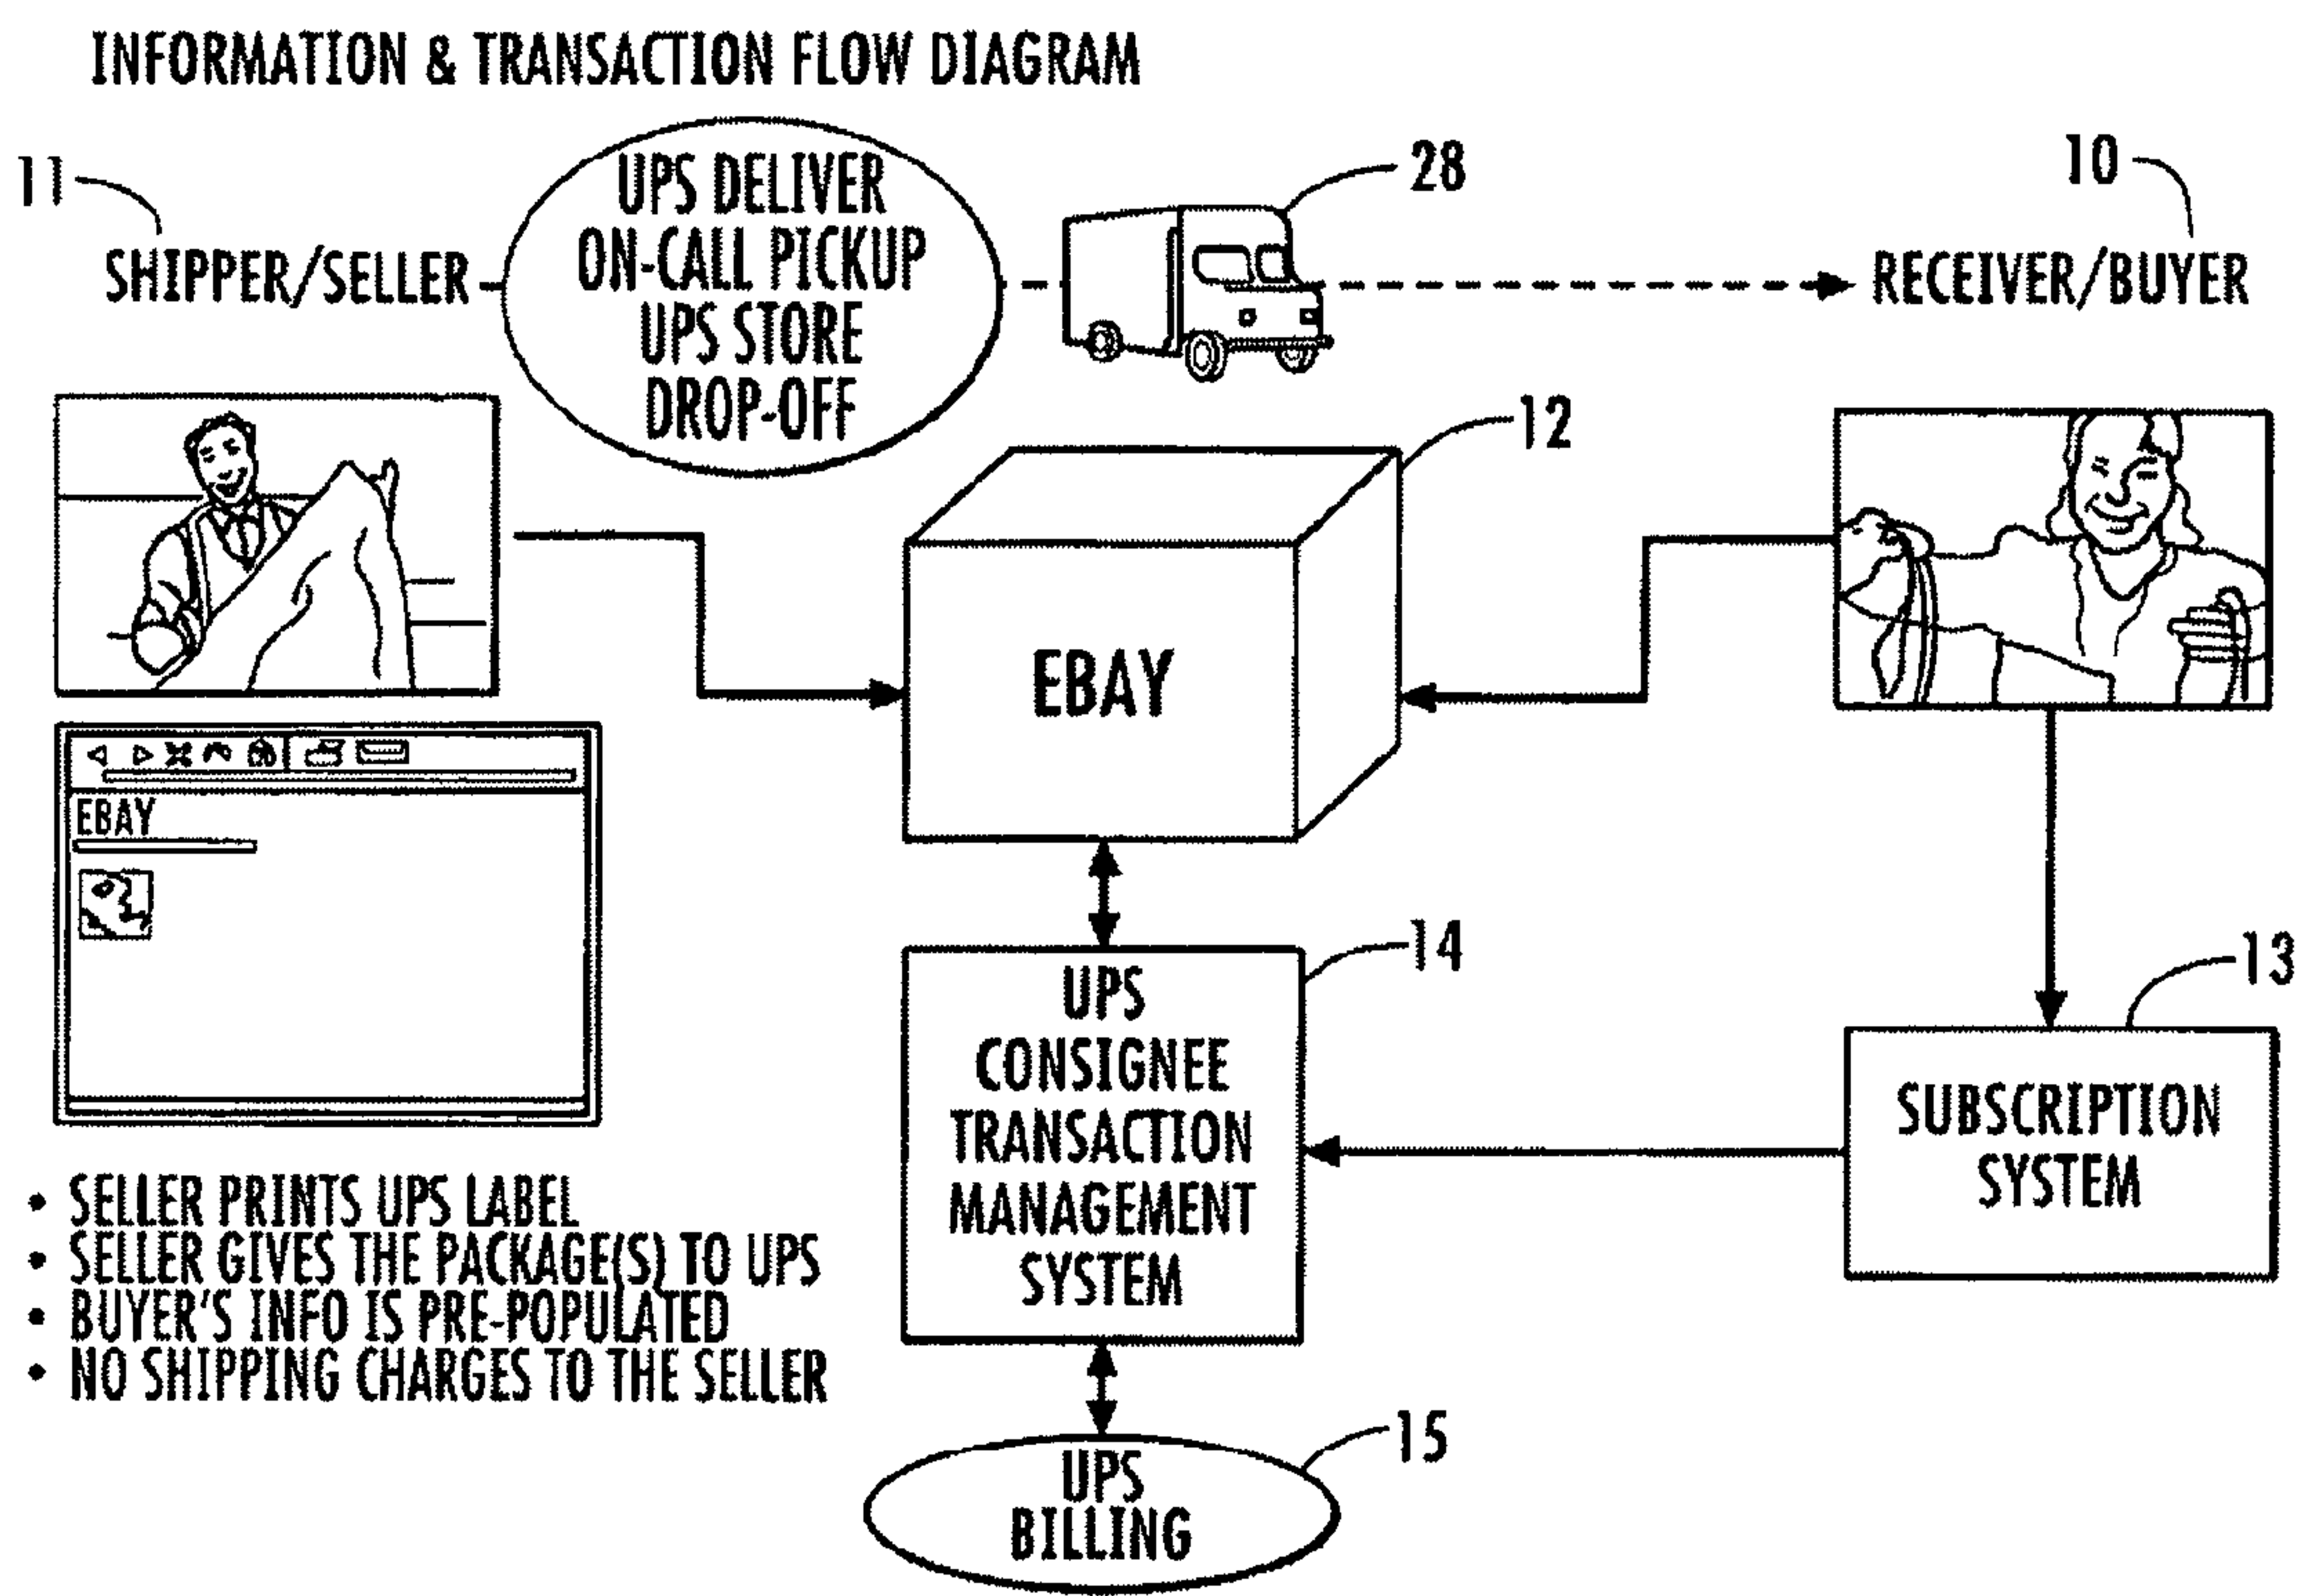 INFORMATION & TRANSACTION FLOW DIAGRAM
11
SHIPPER/SELLER
UPS DELIVER
ON-CALL PICKUP
UPS STORE
DROP-OFF
28
10
RECEIVER/BUYER
12
EBAY
EBAY
14
UPS
CONSIGNEE
TRANSACTION
MANAGEMENT
SYSTEM
13
SUBSCRIPTION
SYSTEM
• SELLER PRINTS UPS LABEL
• SELLER GIVES THE PACKAGE(S) TO UPS
• BUYER'S INFO IS PRE-POPULATED
• NO SHIPPING CHARGES TO THE SELLER
15
UPS
BILLING